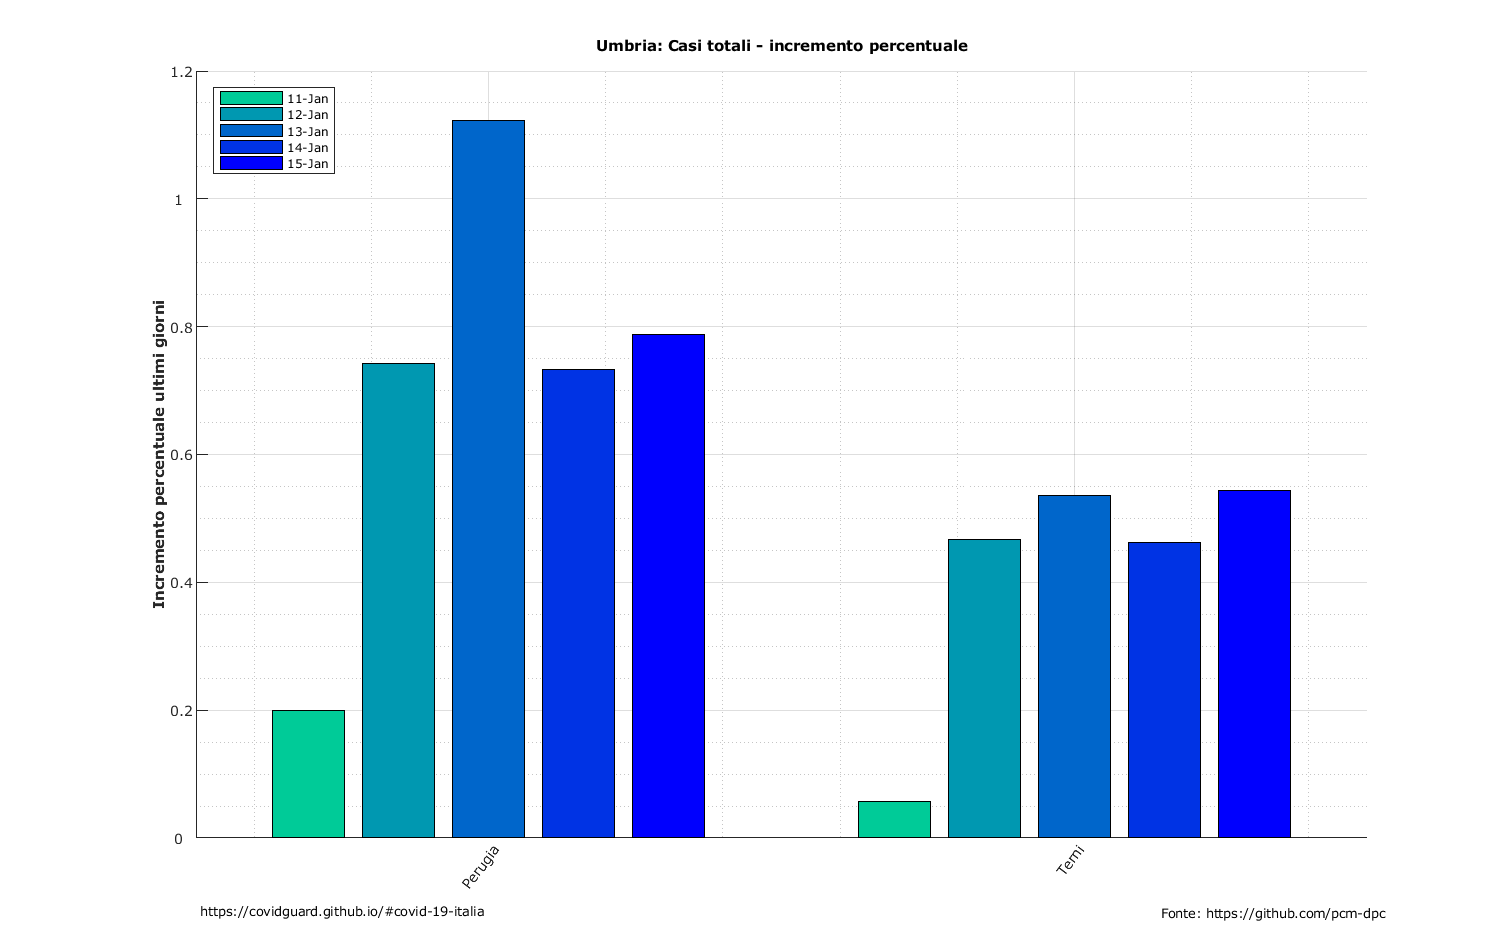 Umbria: Casi totali - incremento percentuale
11-Jan
12-Jan
13-Jan
14-Jan
15-Jan
Incremento percentuale ultimi giorni
1.2
1
0.8
0.6
0.4
0.2
0
Perugia
Terni
https://covidguard.github.io/#covid-19-italia
Fonte: https://github.com/pcm-dpc